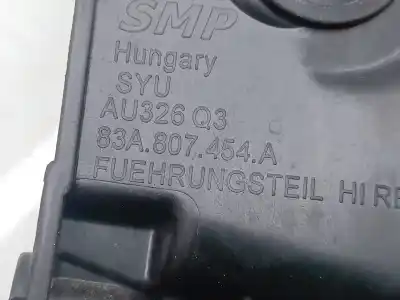 SMP
Hungary
SYU
AU326 Q3
83A.807.454.A
FUEHRUNGSTEIL HI RE